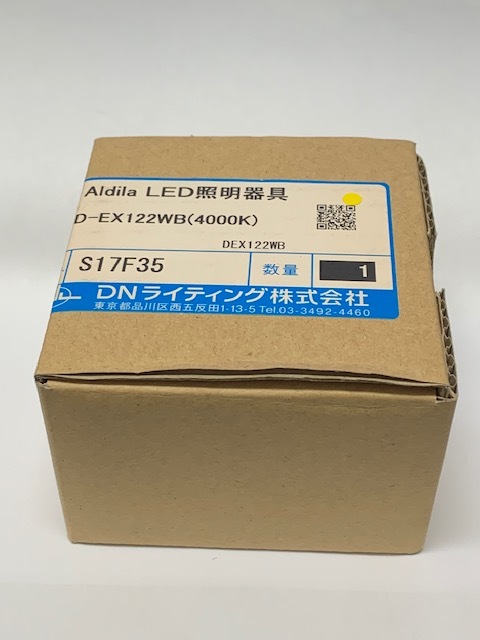 Aldila LED照明器具
D-EX122WB(4000K)
DEX122WB
S17F35 数量 1
DNライティング株式会社
東京都品川区西五反田1-13-5 Tel.03-3492-4460